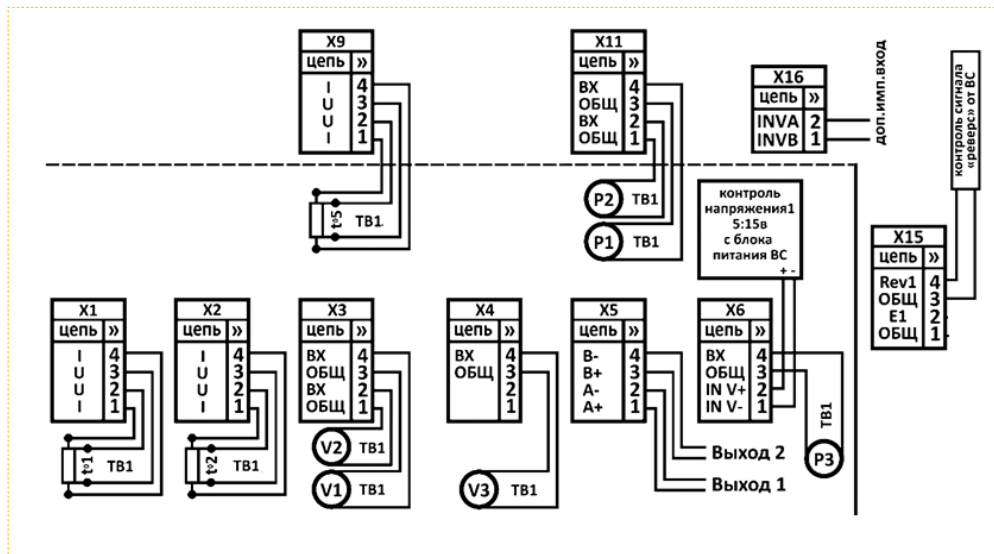 X9
цепь »
I 4
U 3
U 2
I 1
t°5
ТВ1.
X11
цепь »
ВХ 4
ОБЩ 3
ВХ 2
ОБЩ 1
P2 ТВ1
P1 ТВ1
X16
цепь »
INVA 2
INVB 1
доп.имп.вход
контроль сигнала
«реверс» от ВС
контроль
напряжения1
5:15в
с блока
питания ВС
+ -
X15
цепь »
Rev1 4
ОБЩ 3
E1 2
ОБЩ 1
X1
цепь »
I 4
U 3
U 2
I 1
t°1
ТВ1
X2
цепь »
I 4
U 3
U 2
I 1
t°2
ТВ1
X3
цепь »
ВХ 4
ОБЩ 3
ВХ 2
ОБЩ 1
V2 ТВ1
V1 ТВ1
X4
цепь »
ВХ 4
ОБЩ 3
2
1
V3 ТВ1
X5
цепь »
B- 4
B+ 3
A- 2
A+ 1
Выход 2
Выход 1
X6
цепь »
ВХ 4
ОБЩ 3
IN V+ 2
IN V- 1
ТВ1
P3